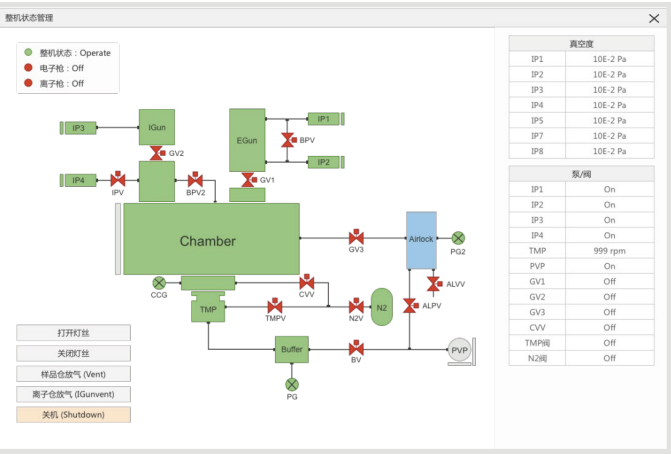 整机状态管理
整机状态 : Operate
电子枪 : Off
离子枪 : Off
IP3
IGun
GV2
EGun
IP1
BPV
IP2
GV1
IP4
IPV
BPV2
Chamber
GV3
Airlock
PG2
CCG
CVV
ALVV
TMP
TMPV
N2V
N2
ALPV
Buffer
BV
PVP
PG
打开灯丝
关闭灯丝
样品仓放气 (Vent)
离子仓放气 (IGunvent)
关机 (Shutdown)
真空度
IP1 10E-2 Pa
IP2 10E-2 Pa
IP3 10E-2 Pa
IP4 10E-2 Pa
IP5 10E-2 Pa
IP7 10E-2 Pa
IP8 10E-2 Pa
泵/阀
IP1 On
IP2 On
IP3 On
IP4 On
TMP 999 rpm
PVP On
GV1 Off
GV2 Off
GV3 Off
CVV Off
TMP阀 Off
N2阀 Off